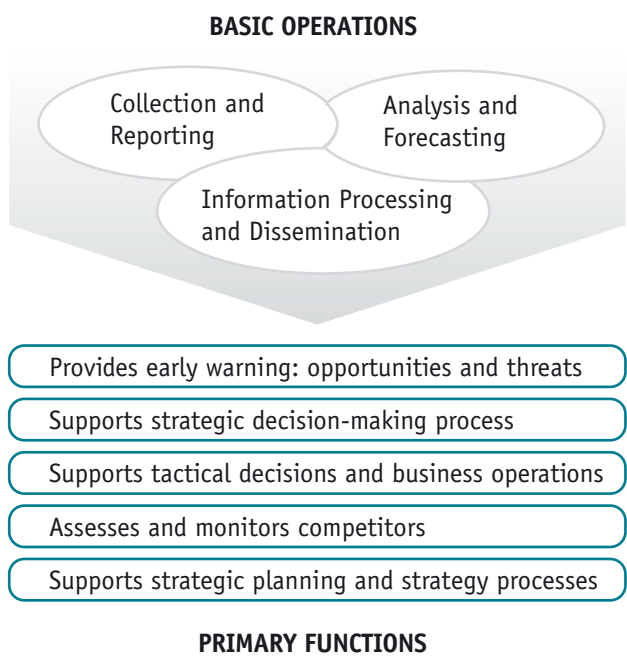 BASIC OPERATIONS
Collection and
Reporting
Analysis and
Forecasting
Information Processing
and Dissemination
Provides early warning: opportunities and threats
Supports strategic decision-making process
Supports tactical decisions and business operations
Assesses and monitors competitors
Supports strategic planning and strategy processes
PRIMARY FUNCTIONS